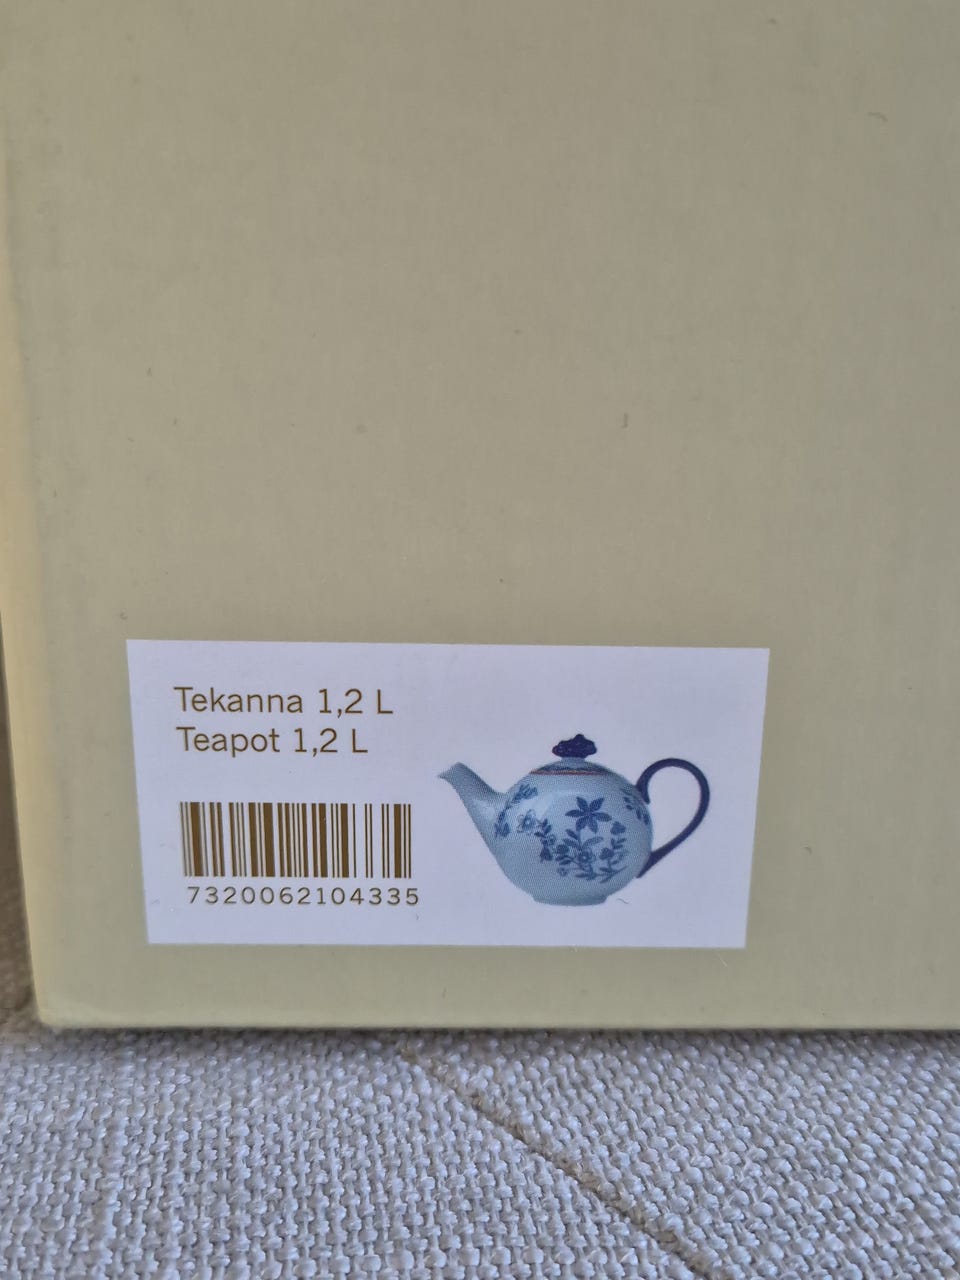 Tekanna 1,2 L
Teapot 1,2 L
7320062104335